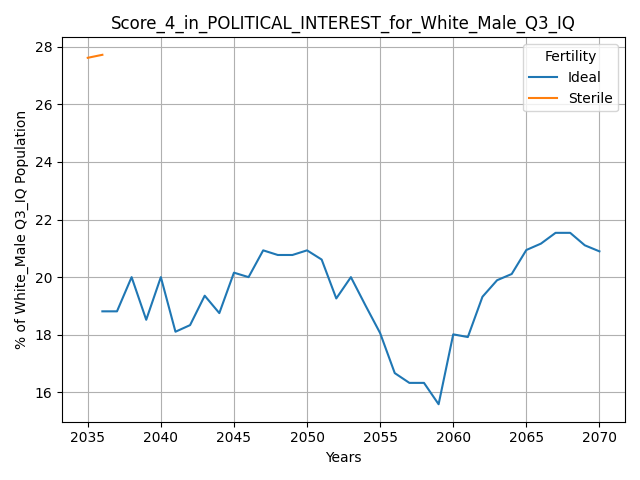 Score_4_in_POLITICAL_INTEREST_for_White_Male_Q3_IQ
28
26
24
22
20
18
16
% of White_Male Q3_IQ Population
Fertility
Ideal
Sterile
2035 2040 2045 2050 2055 2060 2065 2070
Years